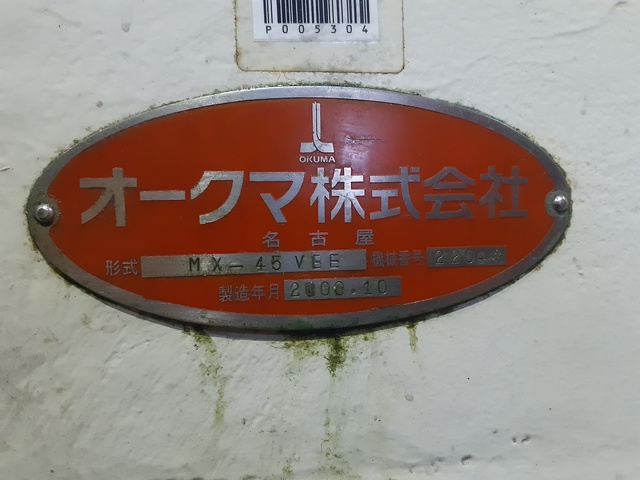 P005304
OKUMA
オークマ株式会社
名古屋
形式 MX-45VEE 機械番号
製造年月 2000.10